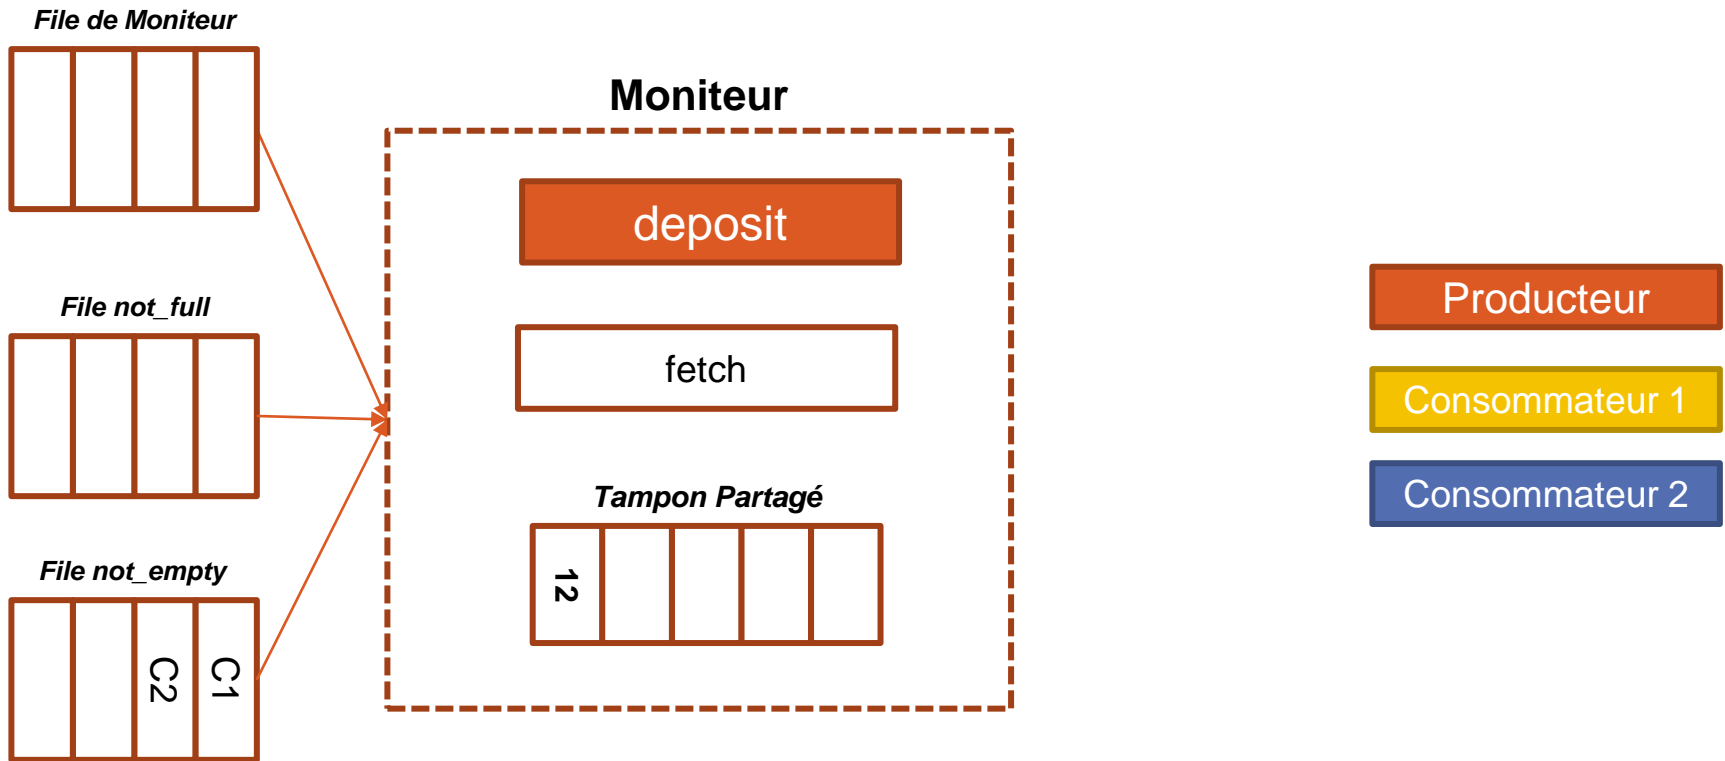 File de Moniteur
Moniteur
deposit
Producteur
File not_full
fetch
Consommateur 1
Consommateur 2
Tampon Partagé
12
File not_empty
C2
C1